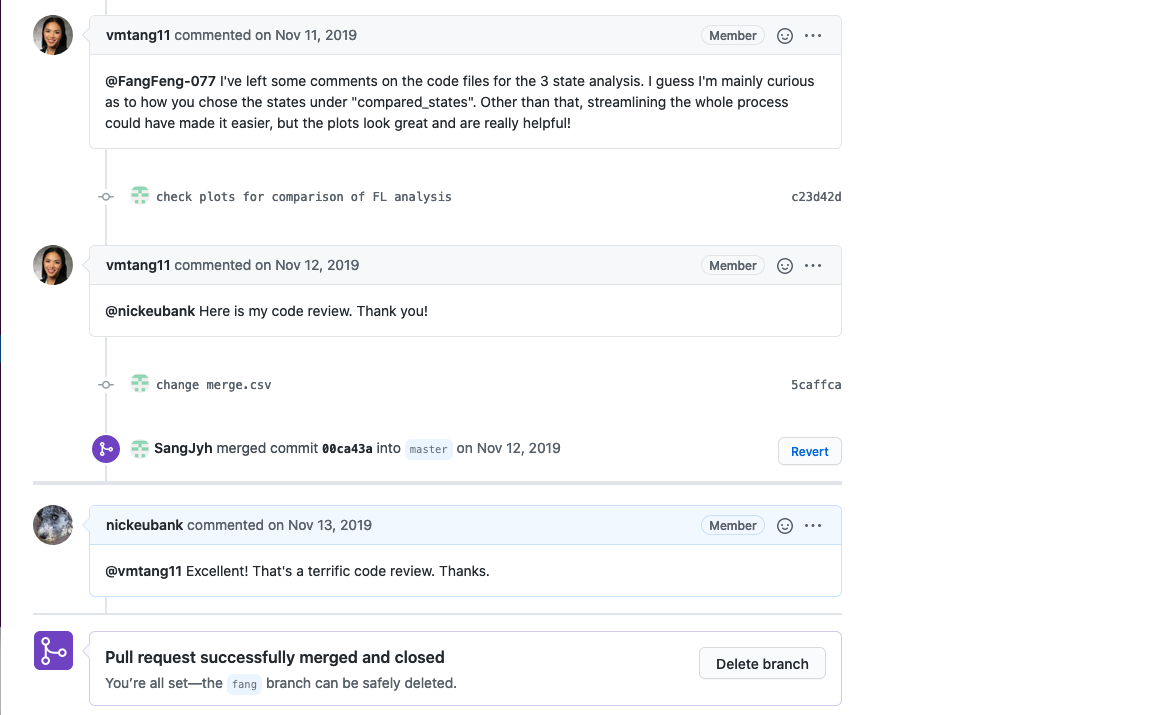 vmtang11 commented on Nov 11, 2019 Member
@FangFeng-077 I've left some comments on the code files for the 3 state analysis. I guess I'm mainly curious
as to how you chose the states under "compared_states". Other than that, streamlining the whole process
could have made it easier, but the plots look great and are really helpful!
check plots for comparison of FL analysis c23d42d
vmtang11 commented on Nov 12, 2019 Member
@nickeubank Here is my code review. Thank you!
change merge.csv 5caffca
SangJyh merged commit 00ca43a into master on Nov 12, 2019 Revert
nickeubank commented on Nov 13, 2019 Member
@vmtang11 Excellent! That's a terrific code review. Thanks.
Pull request successfully merged and closed
You’re all set—the fang branch can be safely deleted.
Delete branch